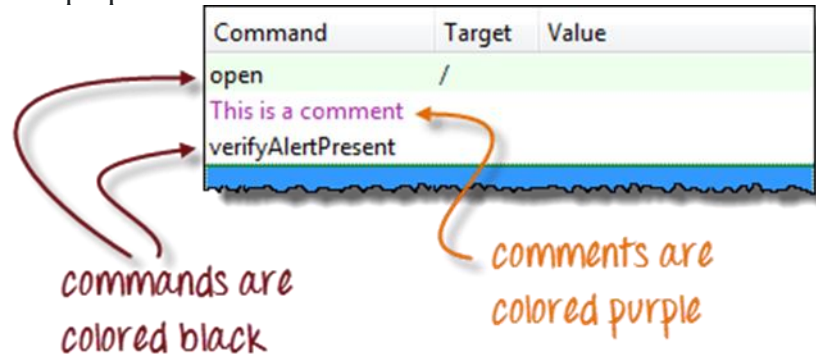 Command Target Value
open /
This is a comment
verifyAlertPresent
commands are
colored black
comments are
colored purple